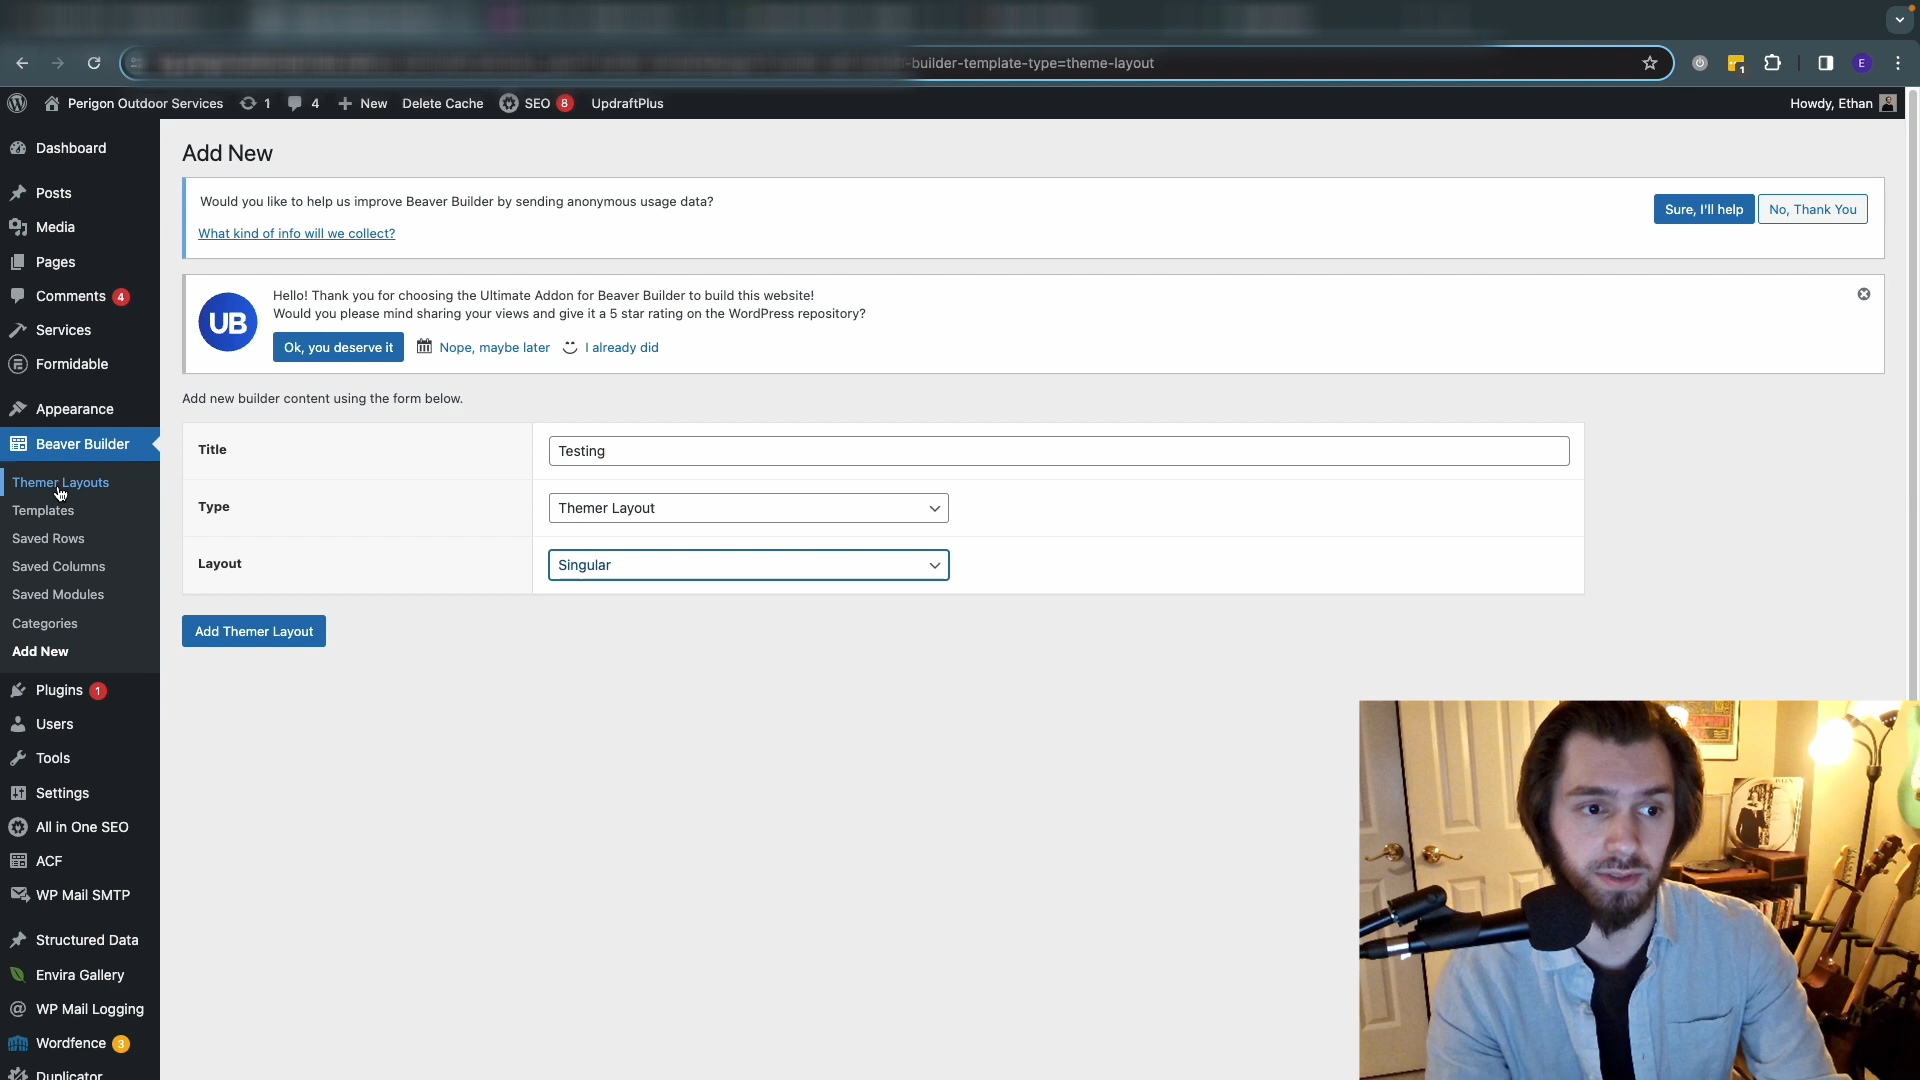 -builder-template-type=theme-layout
E
Perigon Outdoor Services
1
4
New
Delete Cache
SEO 8
UpdraftPlus
Howdy, Ethan
Dashboard
Posts
Media
Pages
Comments 4
Services
Formidable
Appearance
Beaver Builder
Themer Layouts
Templates
Saved Rows
Saved Columns
Saved Modules
Categories
Add New
Plugins 1
Users
Tools
Settings
All in One SEO
ACF
WP Mail SMTP
Structured Data
Envira Gallery
WP Mail Logging
Wordfence 3
Duplicator
Add New
Would you like to help us improve Beaver Builder by sending anonymous usage data?
What kind of info will we collect?
Sure, I'll help
No, Thank You
UB
Hello! Thank you for choosing the Ultimate Addon for Beaver Builder to build this website!
Would you please mind sharing your views and give it a 5 star rating on the WordPress repository?
Ok, you deserve it
Nope, maybe later
I already did
Add new builder content using the form below.
Title
Testing
Type
Themer Layout
Layout
Singular
Add Themer Layout